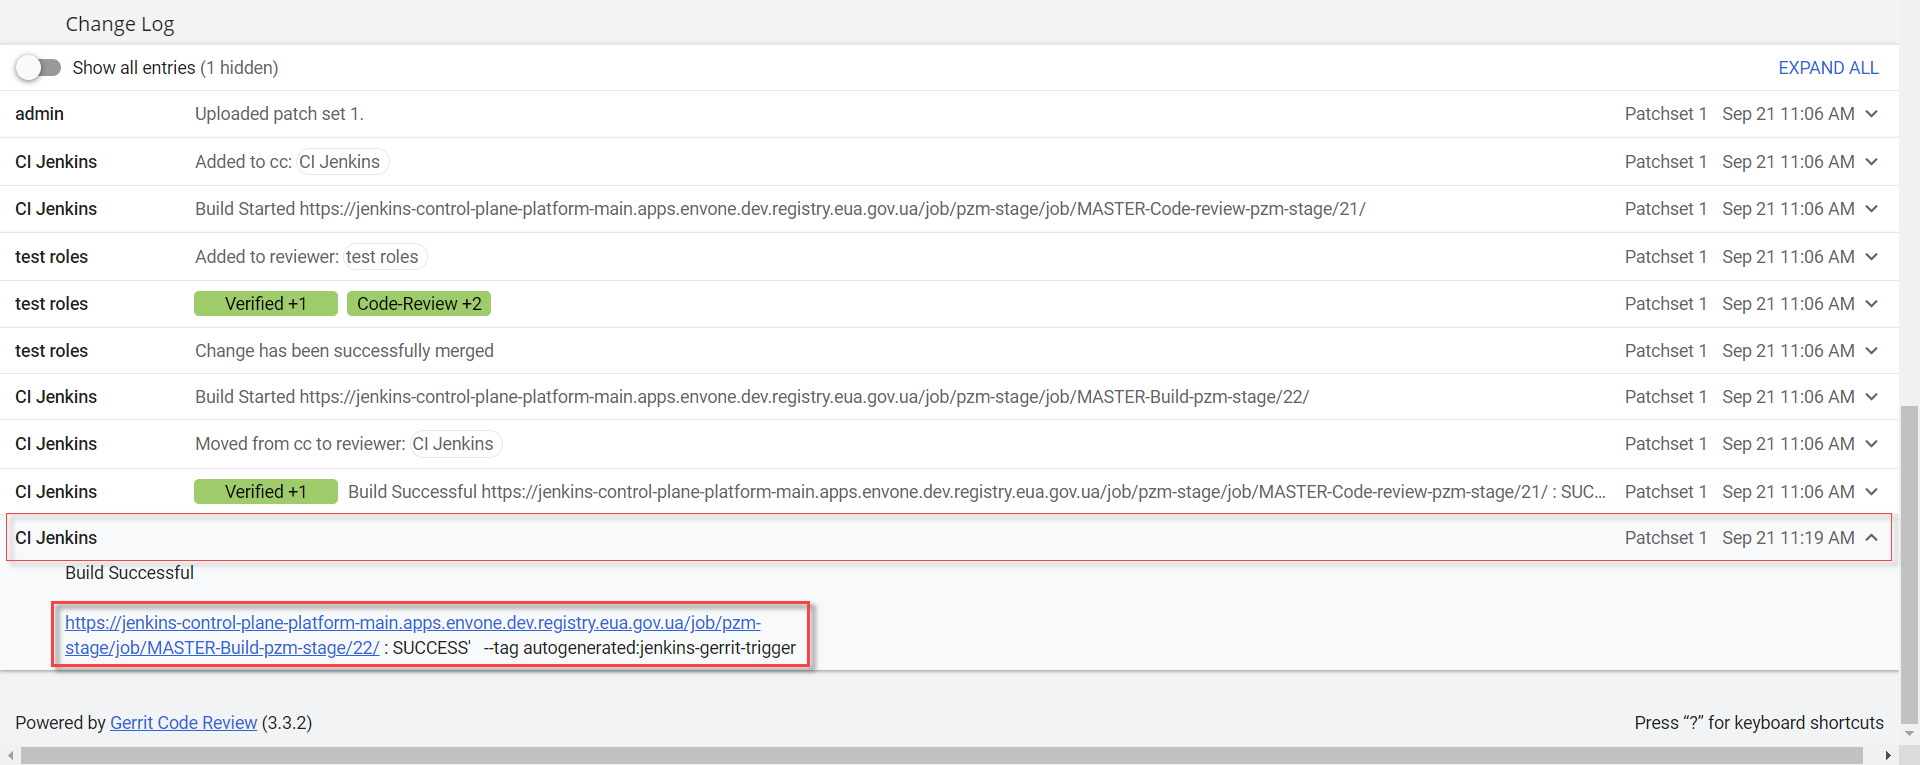 Change Log
Show all entries (1 hidden) EXPAND ALL
admin Uploaded patch set 1. Patchset 1 Sep 21 11:06 AM
CI Jenkins Added to cc: CI Jenkins Patchset 1 Sep 21 11:06 AM
CI Jenkins Build Started https://jenkins-control-plane-platform-main.apps.envone.dev.registry.eua.gov.ua/job/pzm-stage/job/MASTER-Code-review-pzm-stage/21/ Patchset 1 Sep 21 11:06 AM
test roles Added to reviewer: test roles Patchset 1 Sep 21 11:06 AM
test roles Verified +1 Code-Review +2 Patchset 1 Sep 21 11:06 AM
test roles Change has been successfully merged Patchset 1 Sep 21 11:06 AM
CI Jenkins Build Started https://jenkins-control-plane-platform-main.apps.envone.dev.registry.eua.gov.ua/job/pzm-stage/job/MASTER-Build-pzm-stage/22/ Patchset 1 Sep 21 11:06 AM
CI Jenkins Moved from cc to reviewer: CI Jenkins Patchset 1 Sep 21 11:06 AM
CI Jenkins Verified +1 Build Successful https://jenkins-control-plane-platform-main.apps.envone.dev.registry.eua.gov.ua/job/pzm-stage/job/MASTER-Code-review-pzm-stage/21/ : SUC... Patchset 1 Sep 21 11:06 AM
CI Jenkins Patchset 1 Sep 21 11:19 AM
Build Successful
https://jenkins-control-plane-platform-main.apps.envone.dev.registry.eua.gov.ua/job/pzm-
stage/job/MASTER-Build-pzm-stage/22/ : SUCCESS' --tag autogenerated:jenkins-gerrit-trigger
Powered by Gerrit Code Review (3.3.2) Press “?” for keyboard shortcuts